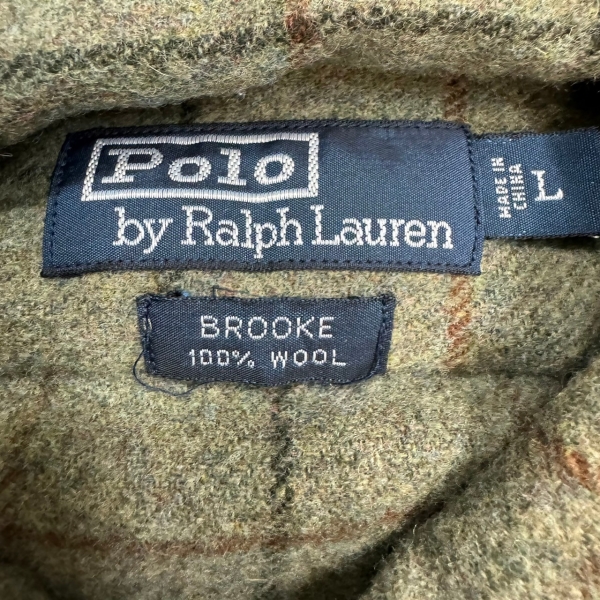 Polo
by Ralph Lauren
MADE IN
CHINA
L
BROOKE
100% WOOL